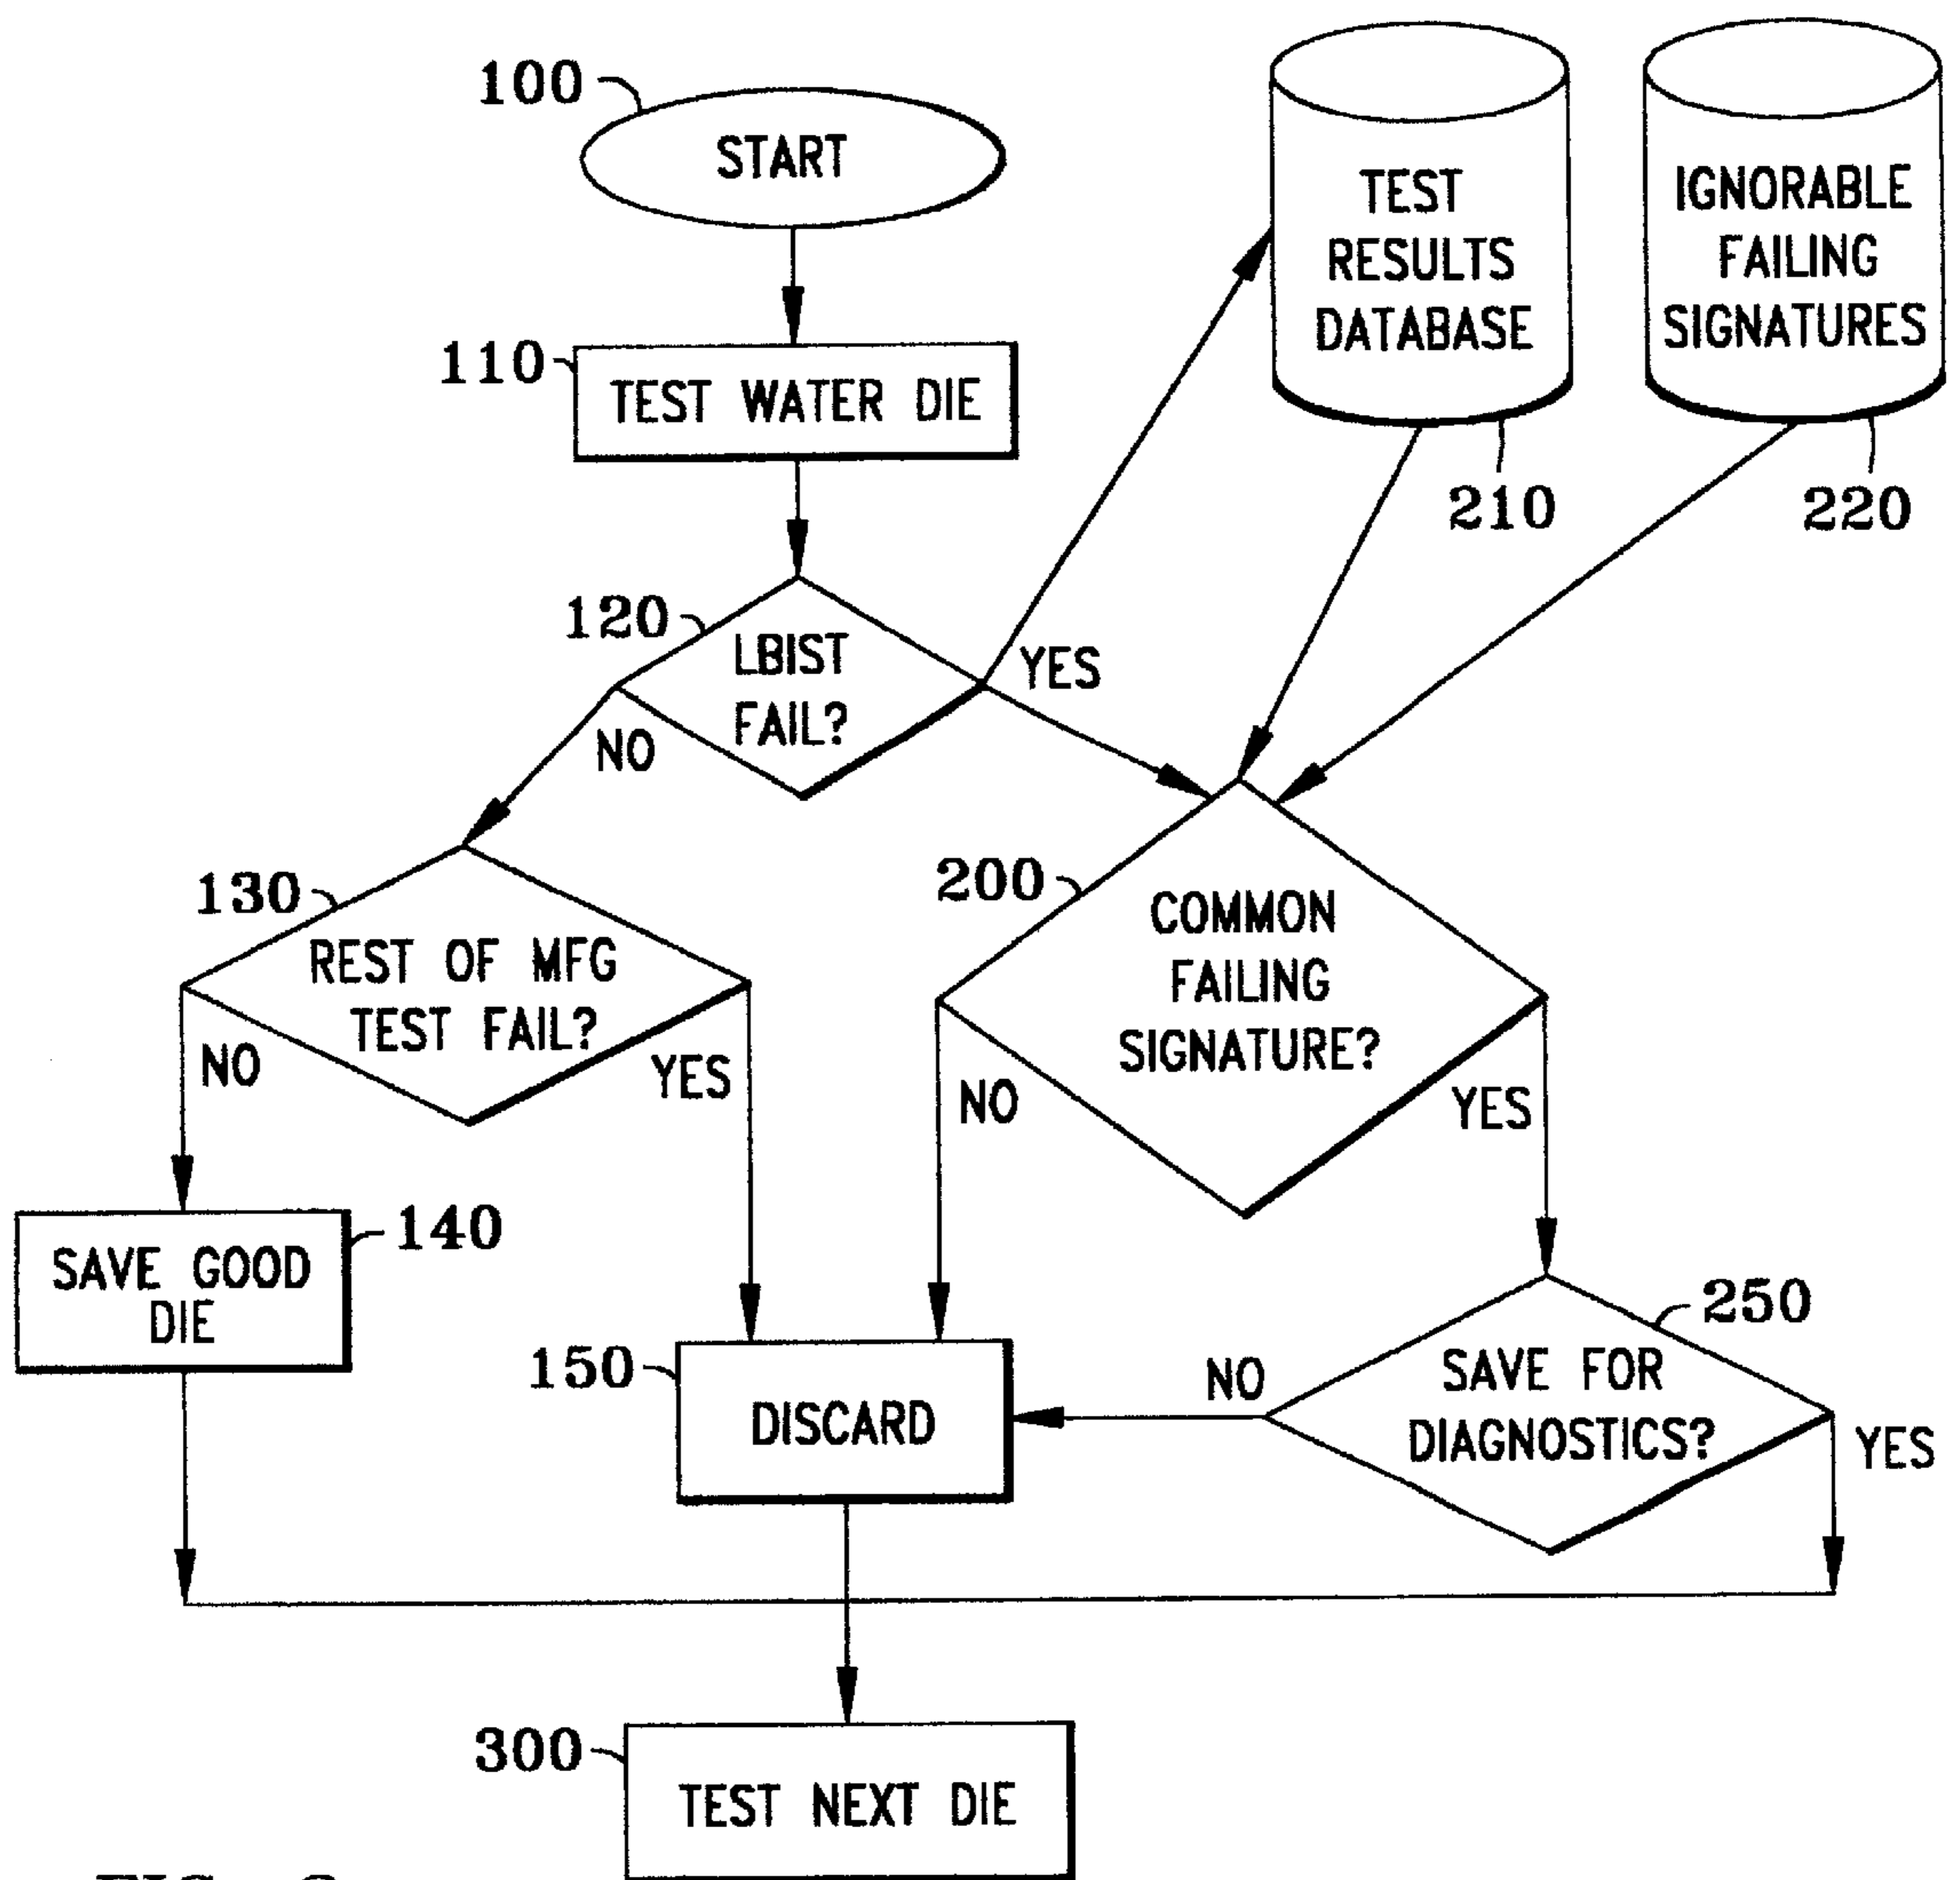 100
START
TEST
RESULTS
DATABASE
210
IGNORABLE
FAILING
SIGNATURES
220
110
TEST WATER DIE
120
LBIST
FAIL?
YES
NO
130
REST OF MFG
TEST FAIL?
NO
YES
200
COMMON
FAILING
SIGNATURE?
NO
YES
140
SAVE GOOD
DIE
150
DISCARD
250
SAVE FOR
DIAGNOSTICS?
NO
YES
300
TEST NEXT DIE